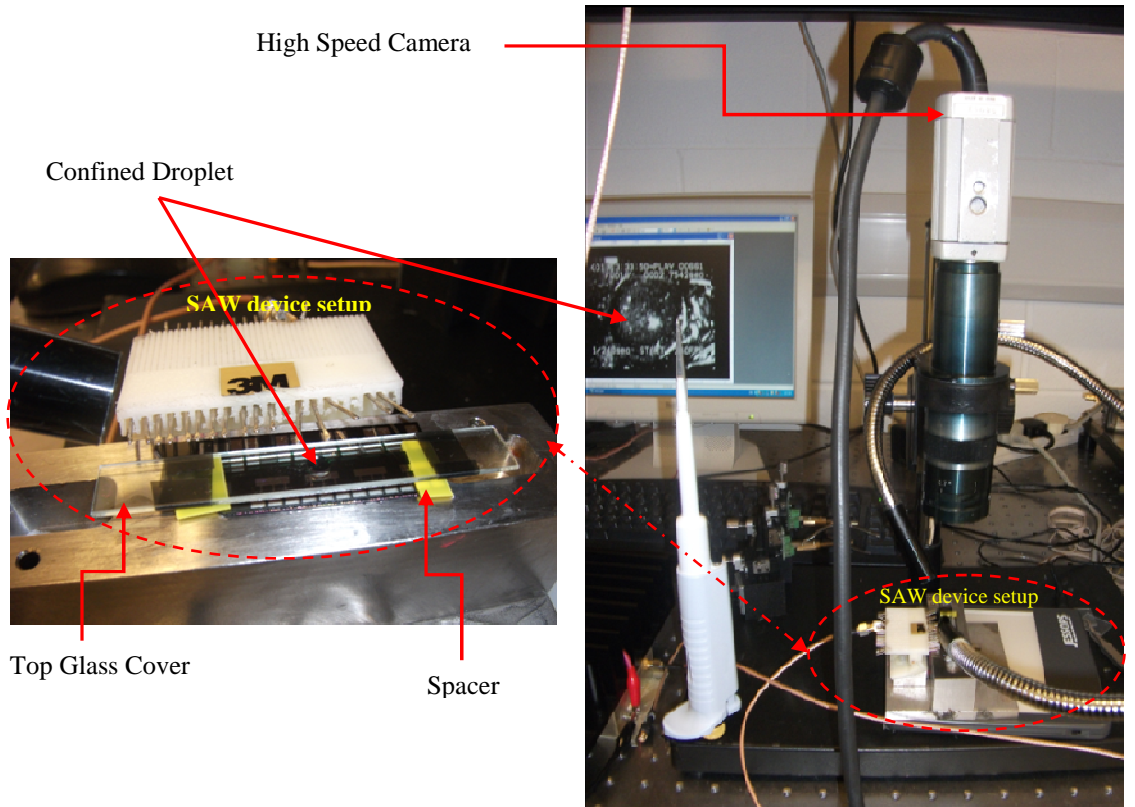 High Speed Camera
Confined Droplet
SAW device setup
3M
Top Glass Cover
Spacer
SAW device setup